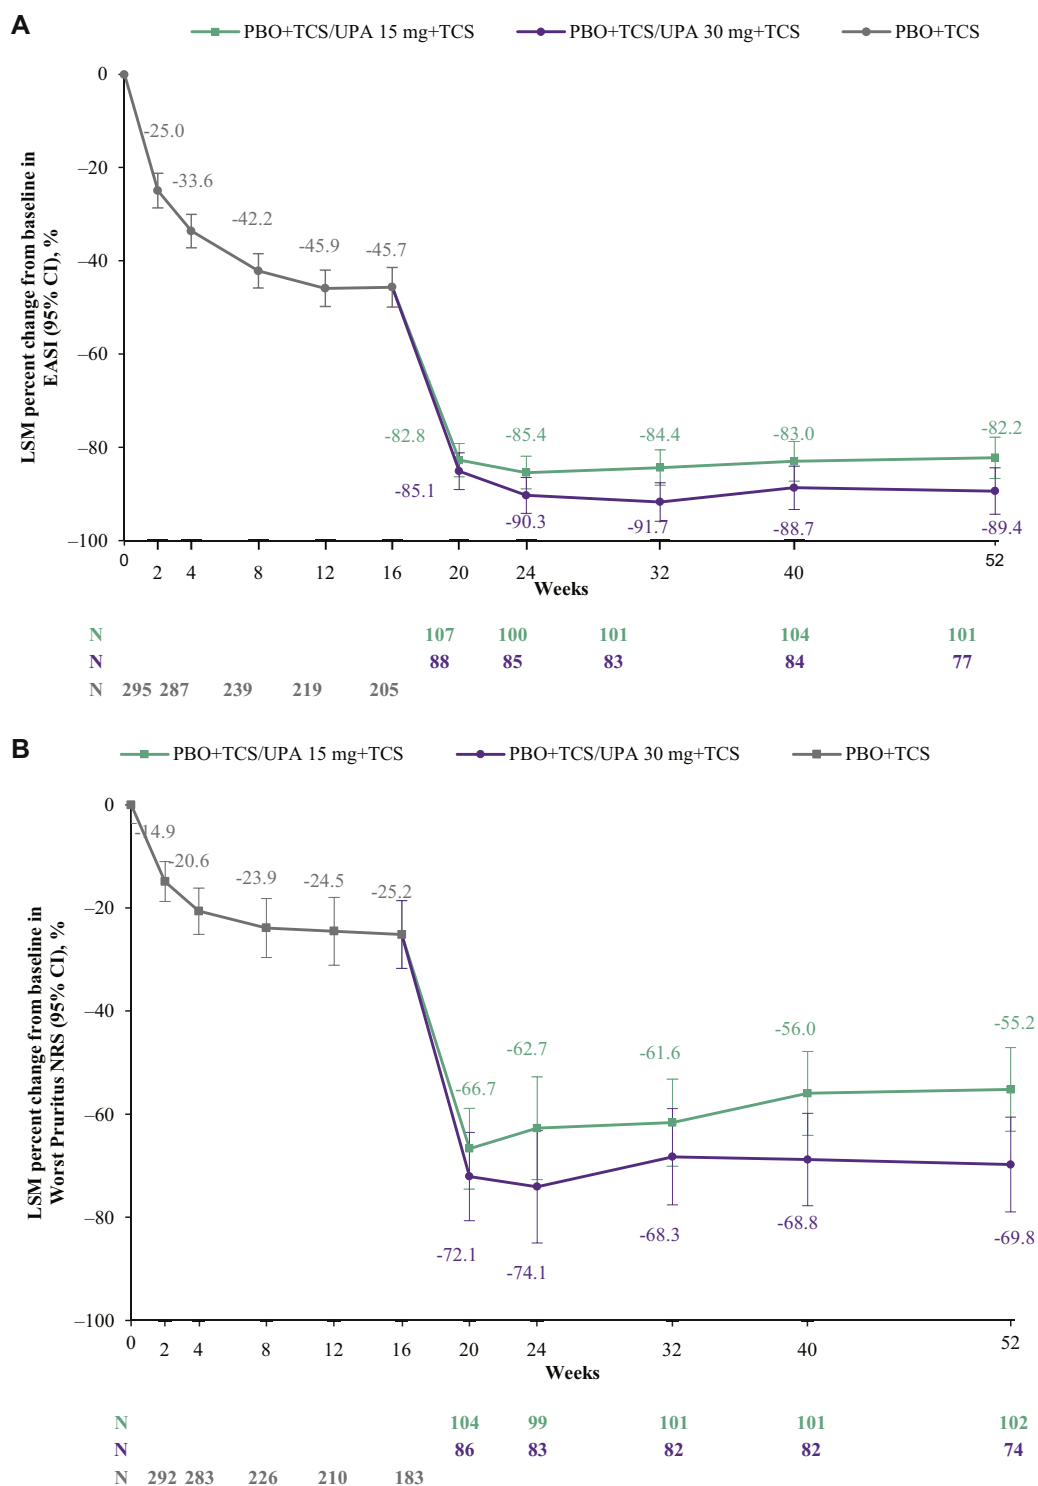 A
PBO+TCS/UPA 15 mg+TCS PBO+TCS/UPA 30 mg+TCS PBO+TCS
LSM percent change from baseline in
EASI (95% CI), %
0
–20
–40
–60
–80
–100
-25.0
-33.6
-42.2
-45.9
-45.7
-82.8
-85.4
-84.4
-83.0
-82.2
-85.1
-90.3
-91.7
-88.7
-89.4
0 2 4 8 12 16 20 24 32 40 52
Weeks
N 107 100 101 104 101
N 88 85 83 84 77
N 295 287 239 219 205
B
PBO+TCS/UPA 15 mg+TCS PBO+TCS/UPA 30 mg+TCS PBO+TCS
LSM percent change from baseline in
Worst Pruritus NRS (95% CI), %
0
–20
–40
–60
–80
–100
-14.9
-20.6
-23.9
-24.5
-25.2
-66.7
-62.7
-61.6
-56.0
-55.2
-72.1
-74.1
-68.3
-68.8
-69.8
0 2 4 8 12 16 20 24 32 40 52
Weeks
N 104 99 101 101 102
N 86 83 82 82 74
N 292 283 226 210 183